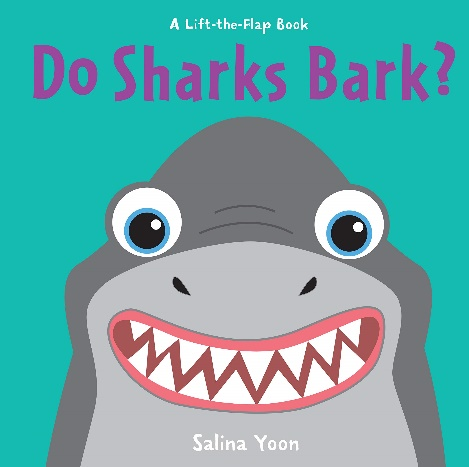 A Lift-the-Flap Book
Do Sharks Bark?
Salina Yoon